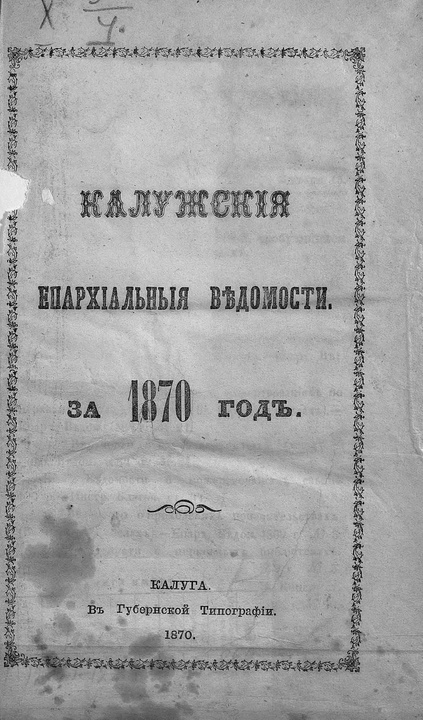 КАЛУЖСКІЯ
ЕПАРХІАЛЬНЫЯ ВѢДОМОСТИ.
ЗА 1870 ГОДЪ.
КАЛУГА.
Въ Губернской Типографіи.
1870.